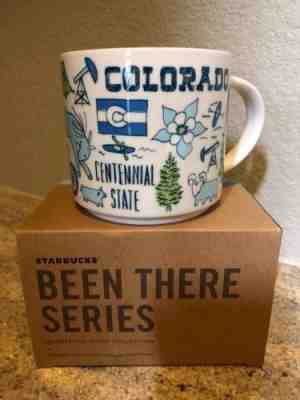 COLORADO
CENTENNIAL
STATE
STARBUCKS
BEEN THERE
SERIES